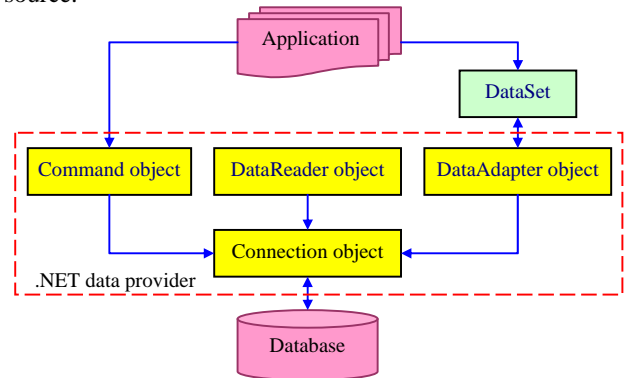 source.
Application
DataSet
Command object
DataReader object
DataAdapter object
Connection object
.NET data provider
Database